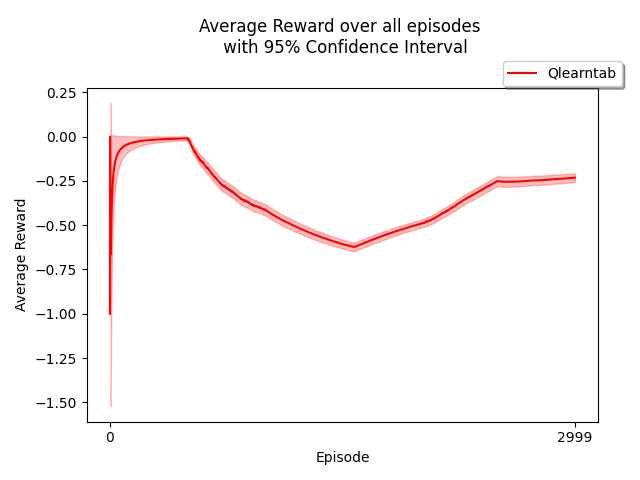 Average Reward over all episodes
with 95% Confidence Interval
Qlearntab
0.25
0.00
−0.25
−0.50
−0.75
−1.00
−1.25
−1.50
Average Reward
0
2999
Episode